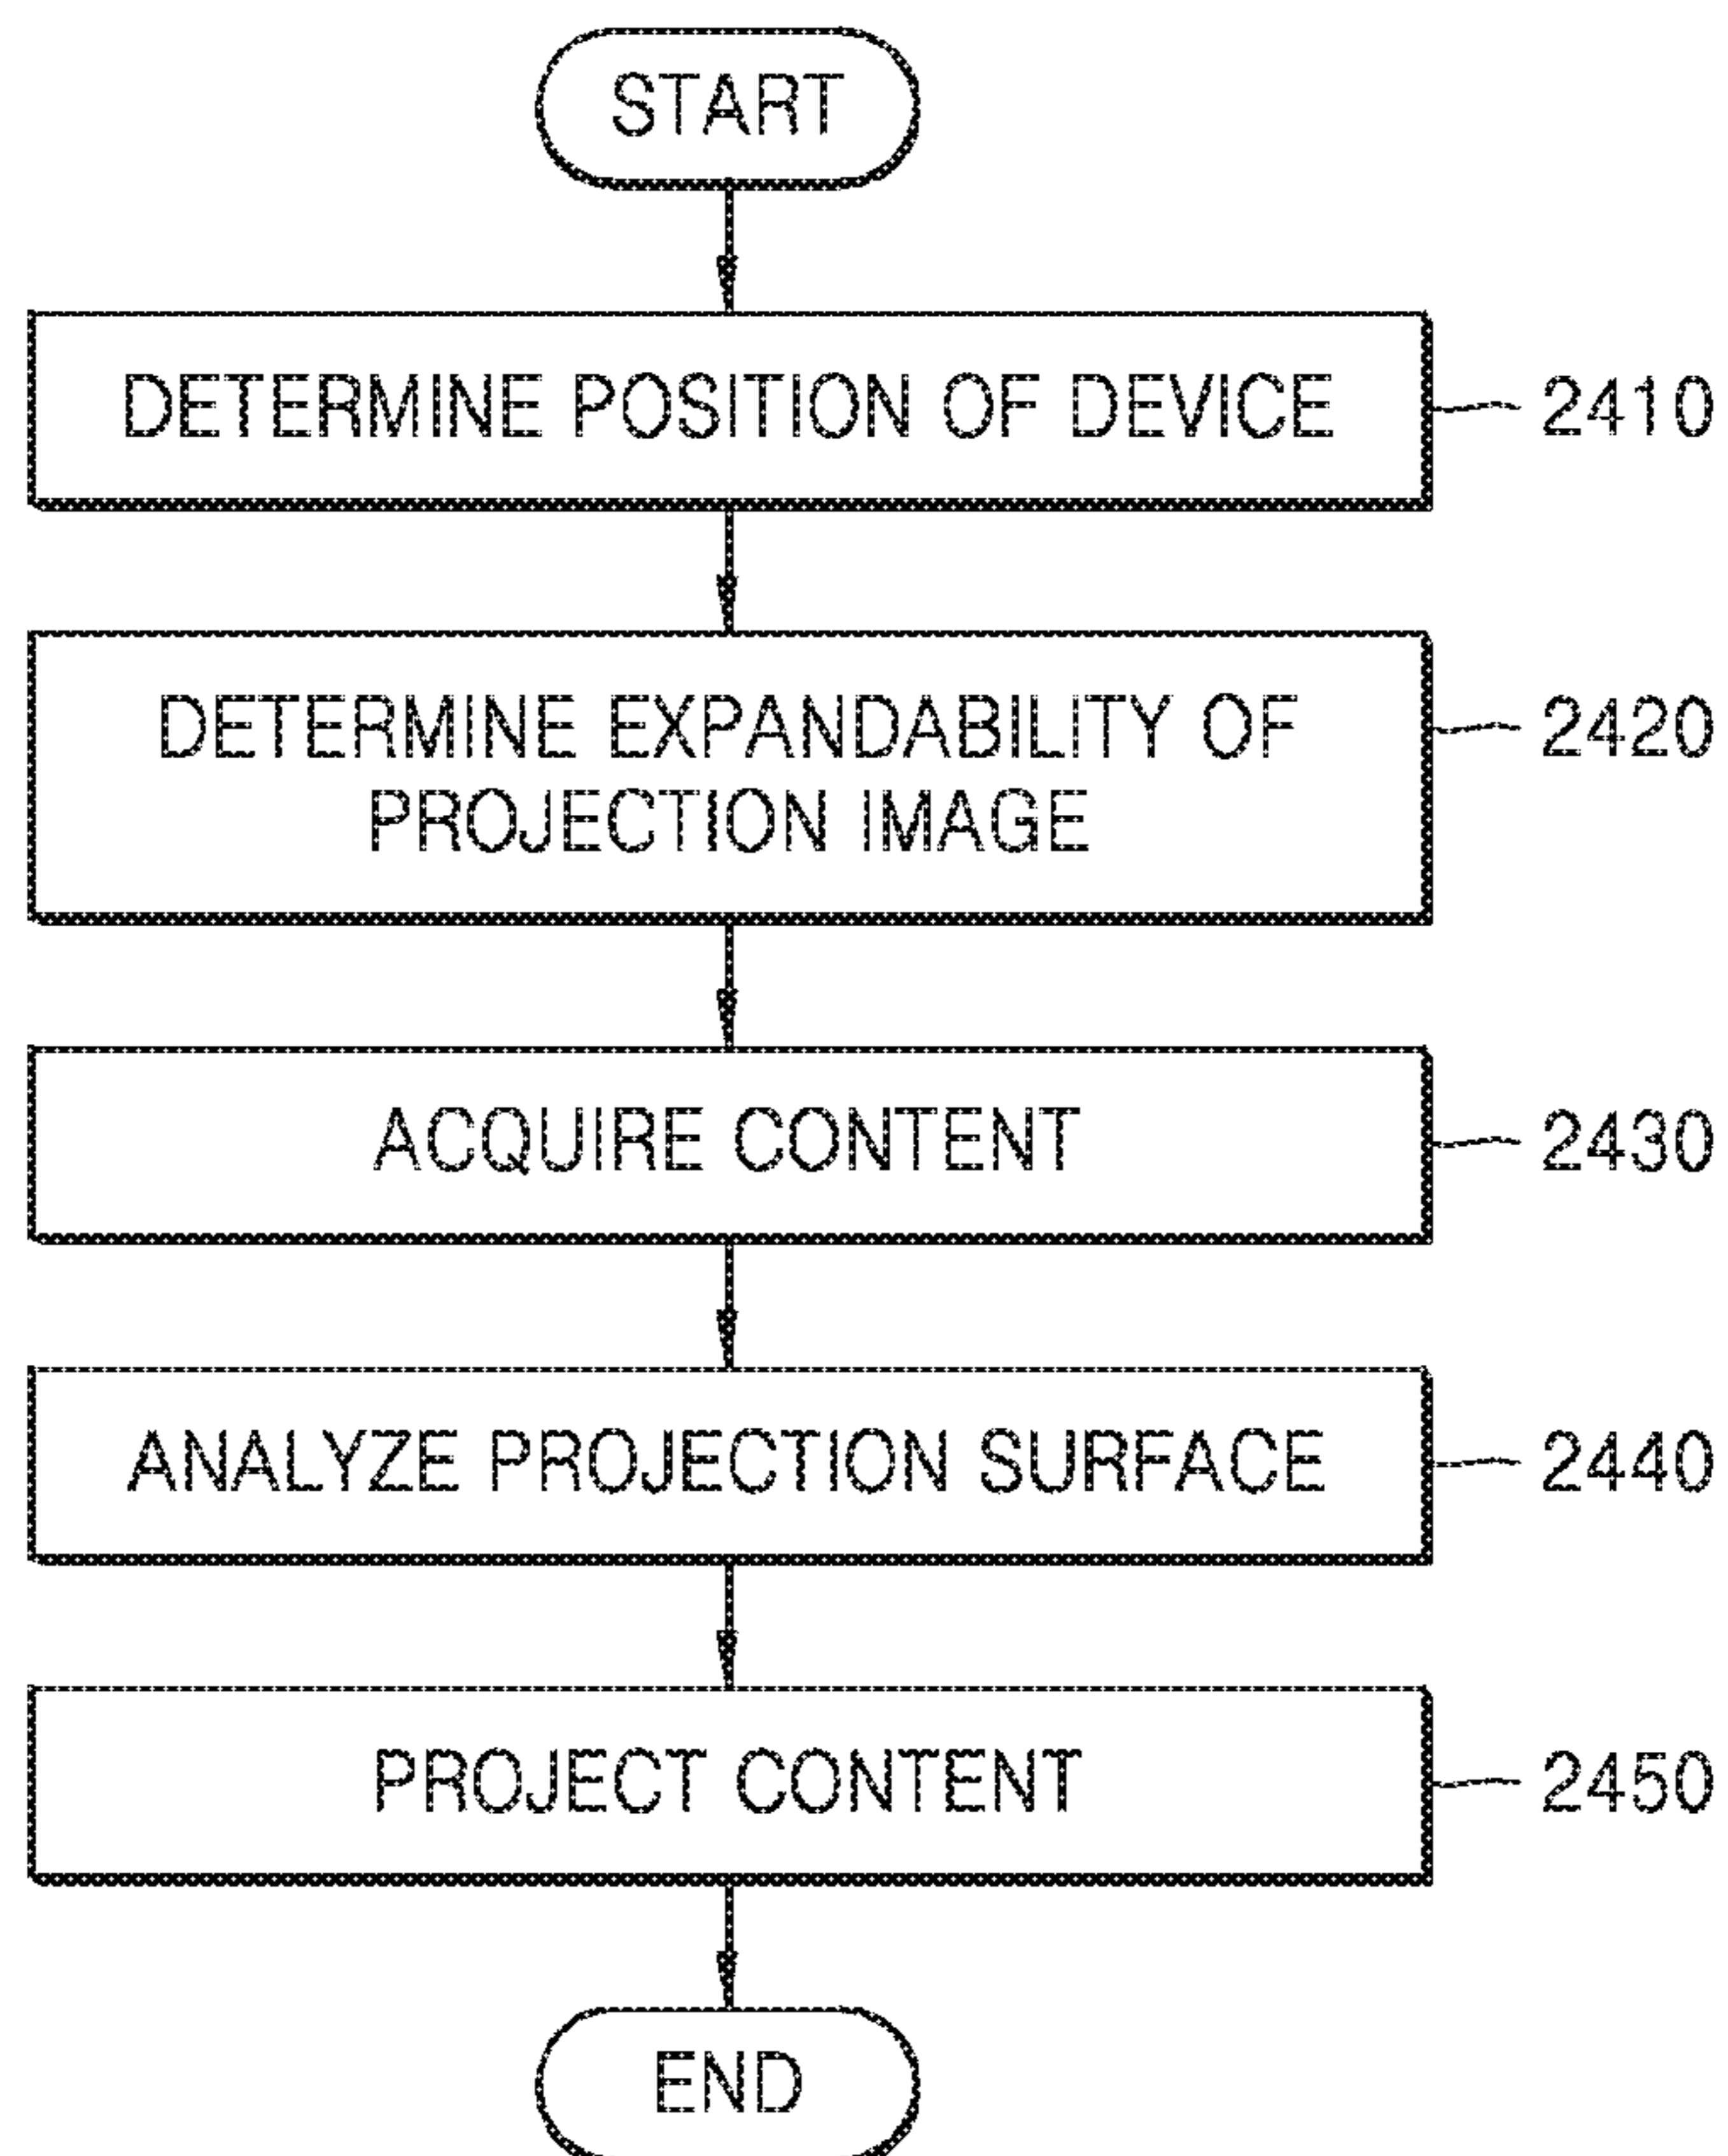 START
DETERMINE POSITION OF DEVICE
2410
DETERMINE EXPANDABILITY OF
PROJECTION IMAGE
2420
ACQUIRE CONTENT
2430
ANALYZE PROJECTION SURFACE
2440
PROJECT CONTENT
2450
END